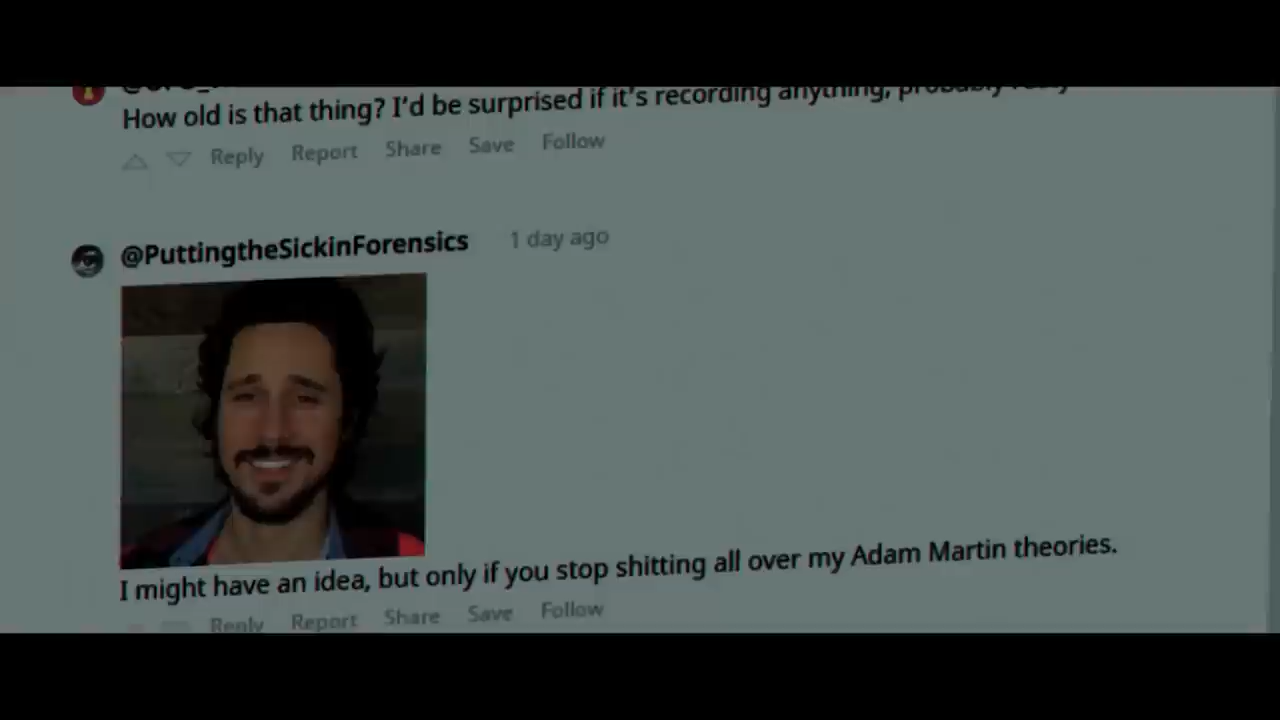 How old is that thing? I'd be surprised if it's recording anything, probably
Reply Report Share Save Follow
@PuttingtheSickinForensics 1 day ago
I might have an idea, but only if you stop shitting all over my Adam Martin theories.
Reply Report Share Save Follow